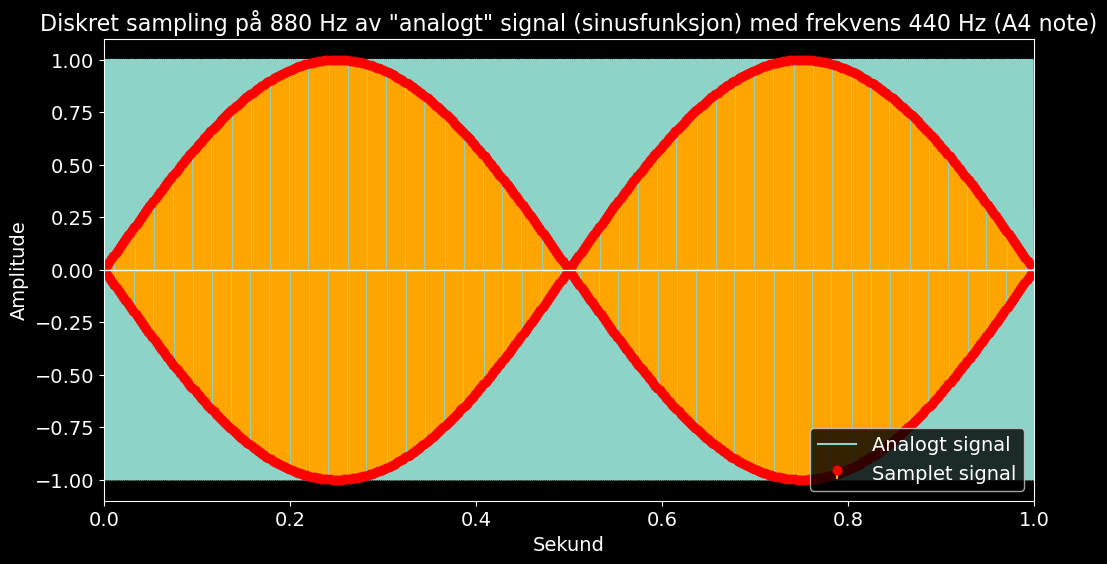 Diskret sampling på 880 Hz av "analogt" signal (sinusfunksjon) med frekvens 440 Hz (A4 note)
1.00
0.75
0.50
0.25
0.00
−0.25
−0.50
−0.75
−1.00
Amplitude
Analogt signal
Samplet signal
0.0 0.2 0.4 0.6 0.8 1.0
Sekund